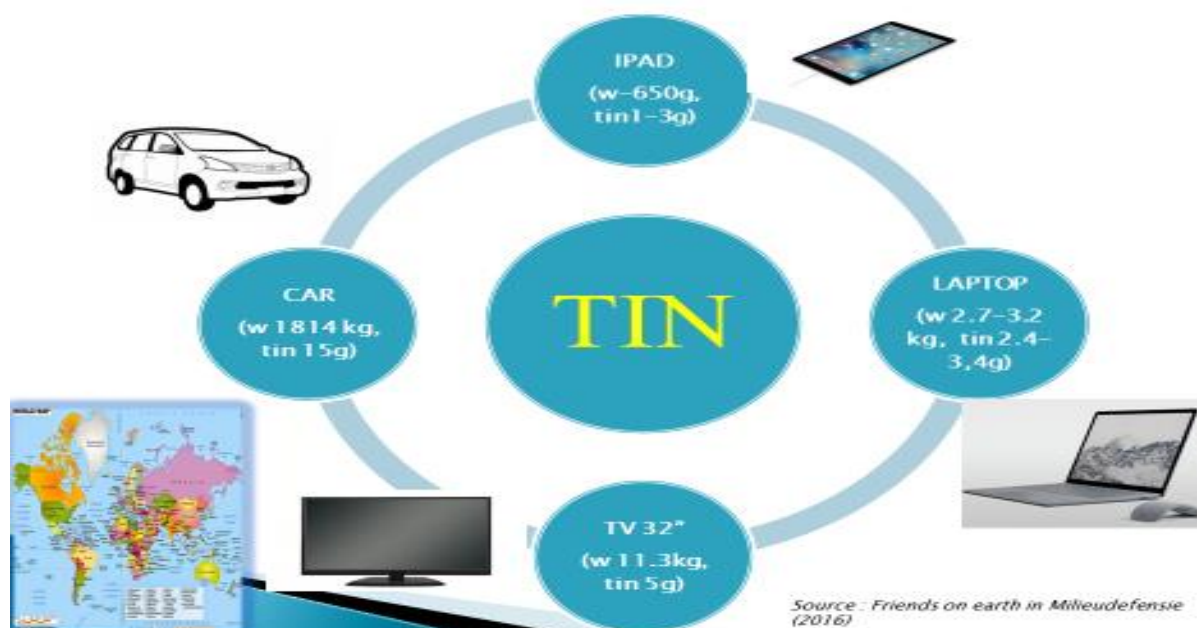 IPAD
(w-650g,
tin1-3g)
CAR
(w 1814 kg,
tin 15g)
TIN
LAPTOP
(w 2.7-3.2
kg, tin 2.4-
3,4g)
TV 32"
(w 11.3kg,
tin 5g)
Source : Friends on earth in Milieudefensie
(2016)